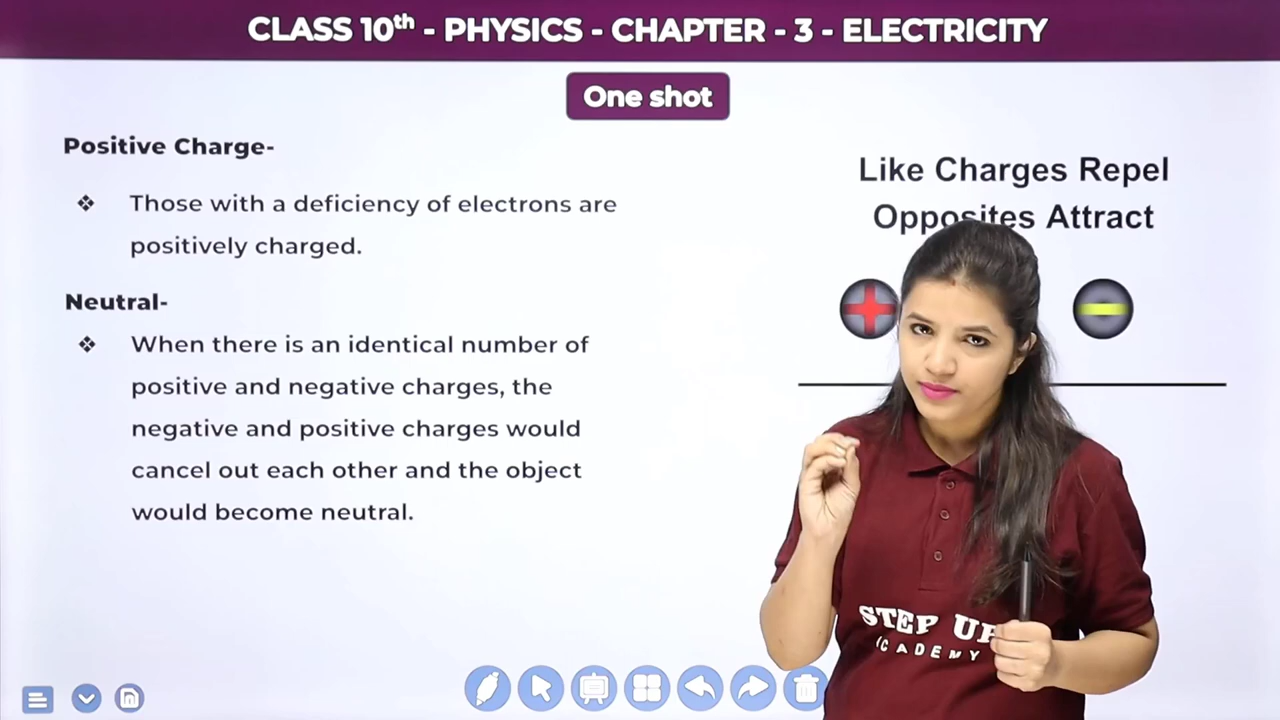 CLASS 10th - PHYSICS - CHAPTER - 3 - ELECTRICITY
One shot
Positive Charge-
Those with a deficiency of electrons are
positively charged.
Neutral-
When there is an identical number of
positive and negative charges, the
negative and positive charges would
cancel out each other and the object
would become neutral.
Like Charges Repel
Opposites Attract
STEP UP
ACADEMY